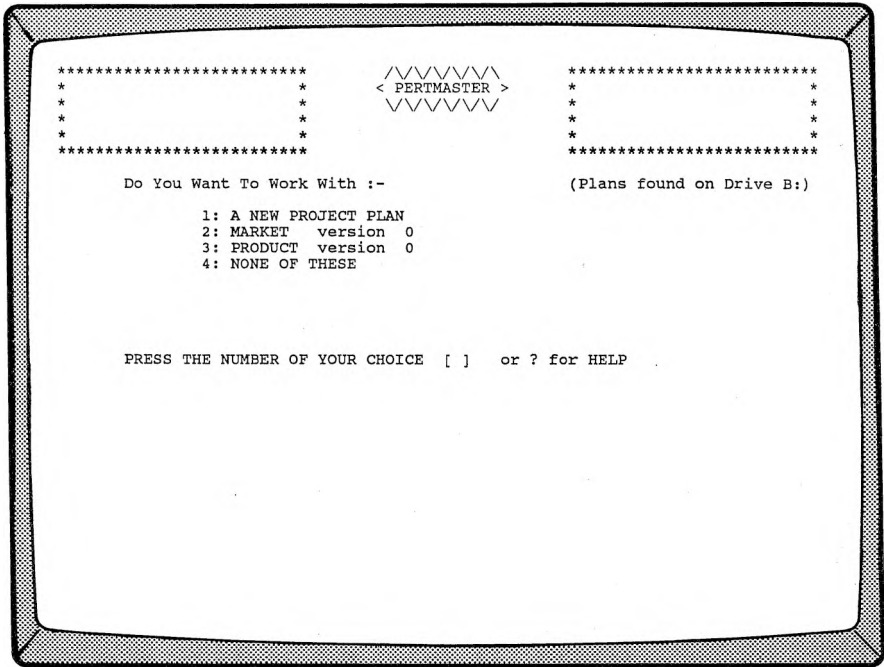 **************************   /\/\/\/\/\/\   **************************
*                        *  < PERTMASTER >  *                        *
*                        *   \/\/\/\/\/\/   *                        *
*                        *                  *                        *
*                        *                  *                        *
**************************                  **************************
Do You Want To Work With :-   (Plans found on Drive B:)
1: A NEW PROJECT PLAN
2: MARKET   version  0
3: PRODUCT  version  0
4: NONE OF THESE
PRESS THE NUMBER OF YOUR CHOICE  [ ]   or ? for HELP